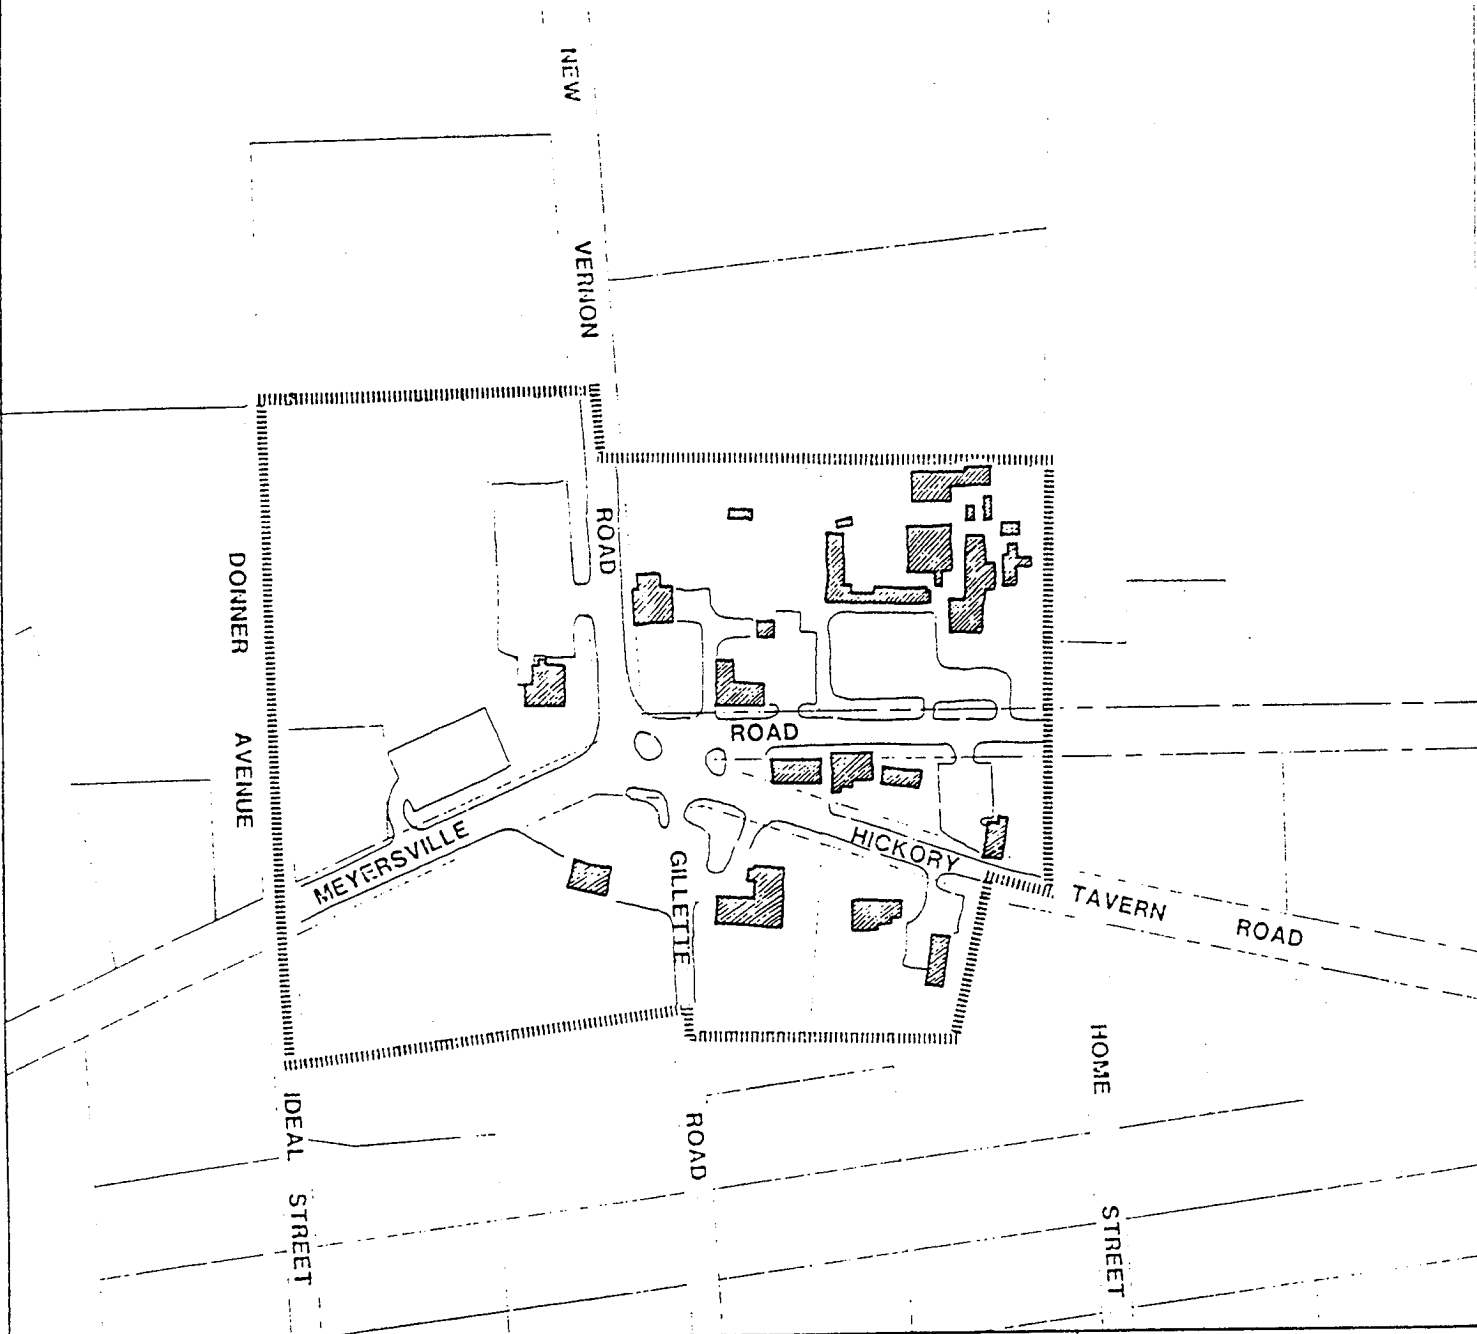 NEW
VERNON
ROAD
DONNER
AVENUE
ROAD
MEYERSVILLE
HICKORY
TAVERN
ROAD
GILLETTE
ROAD
IDEAL
STREET
HOME
STREET